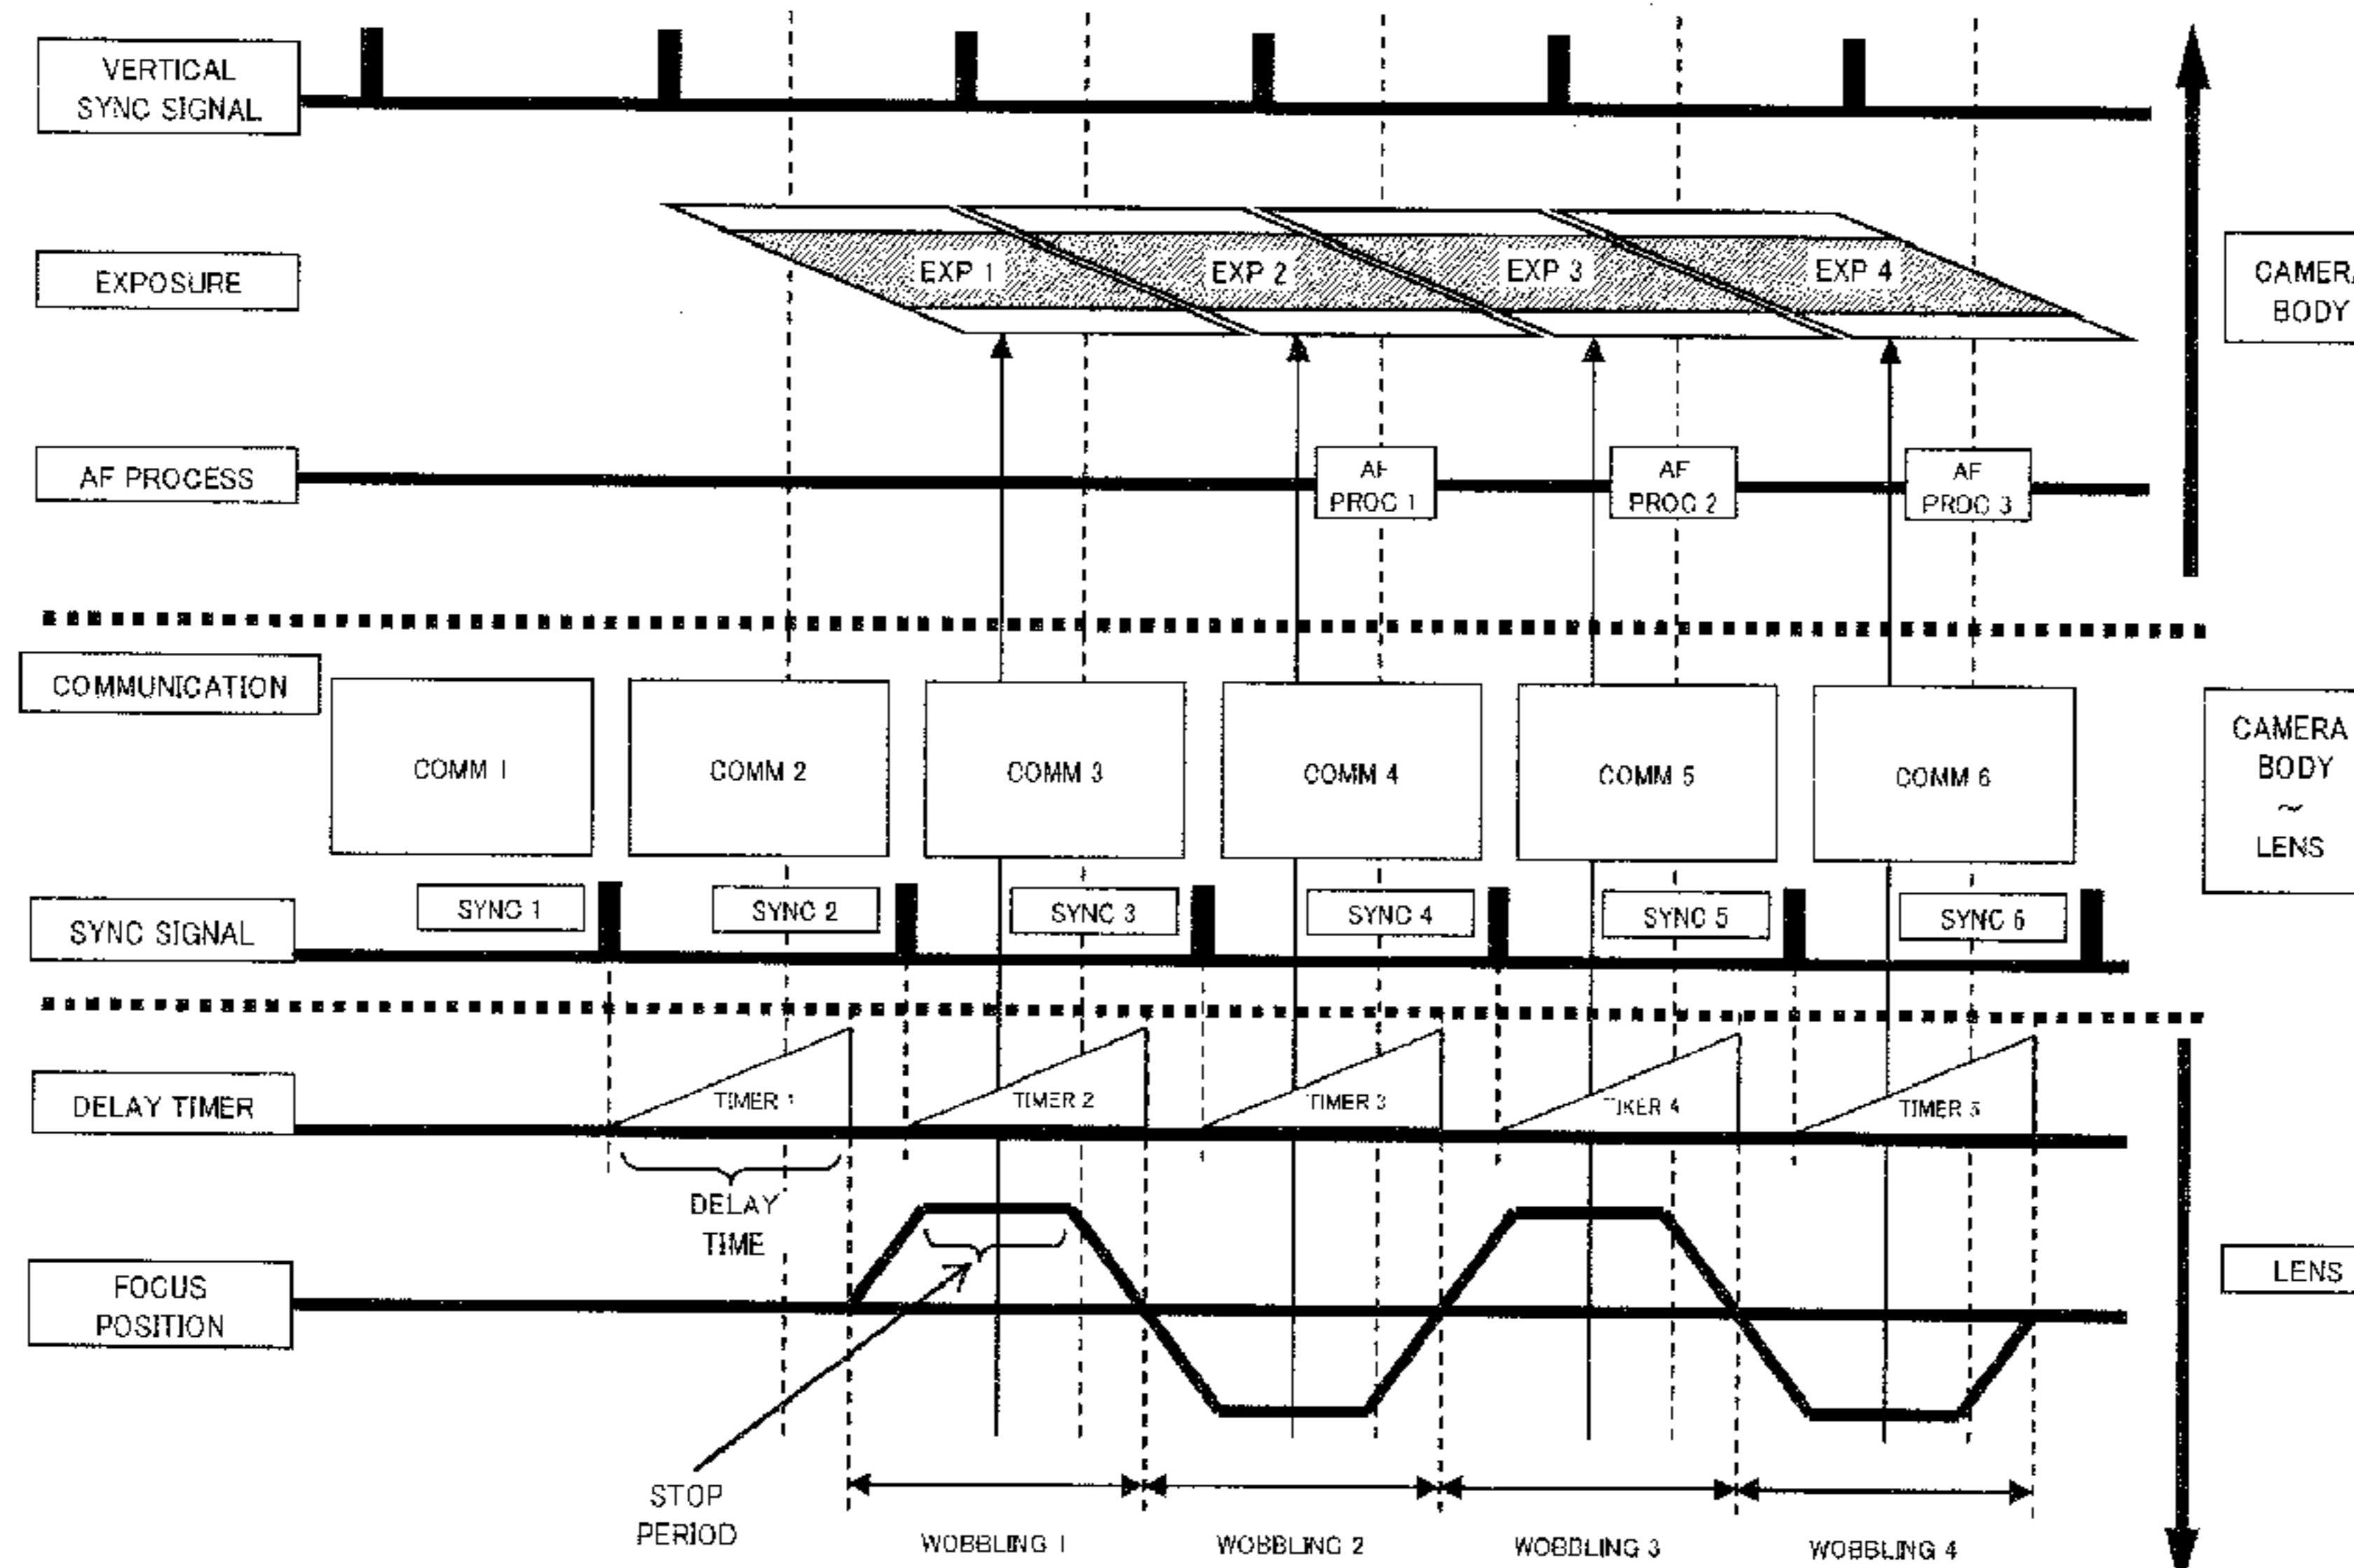 VERTICAL
SYNC SIGNAL
EXPOSURE
EXP 1
EXP 2
EXP 3
EXP 4
CAMERA
BODY
AF PROCESS
AF
PROC 1
AF
PROC 2
AF
PROC 3
COMMUNICATION
COMM 1
COMM 2
COMM 3
COMM 4
COMM 5
COMM 6
CAMERA
BODY
~
LENS
SYNC SIGNAL
SYNC 1
SYNC 2
SYNC 3
SYNC 4
SYNC 5
SYNC 6
DELAY TIMER
TIMER 1
TIMER 2
TIMER 3
TIKER 4
TIMER 5
DELAY
TIME
FOCUS
POSITION
LENS
STOP
PERIOD
WOBBLING 1
WOBBLING 2
WOBBLING 3
WOBBLING 4